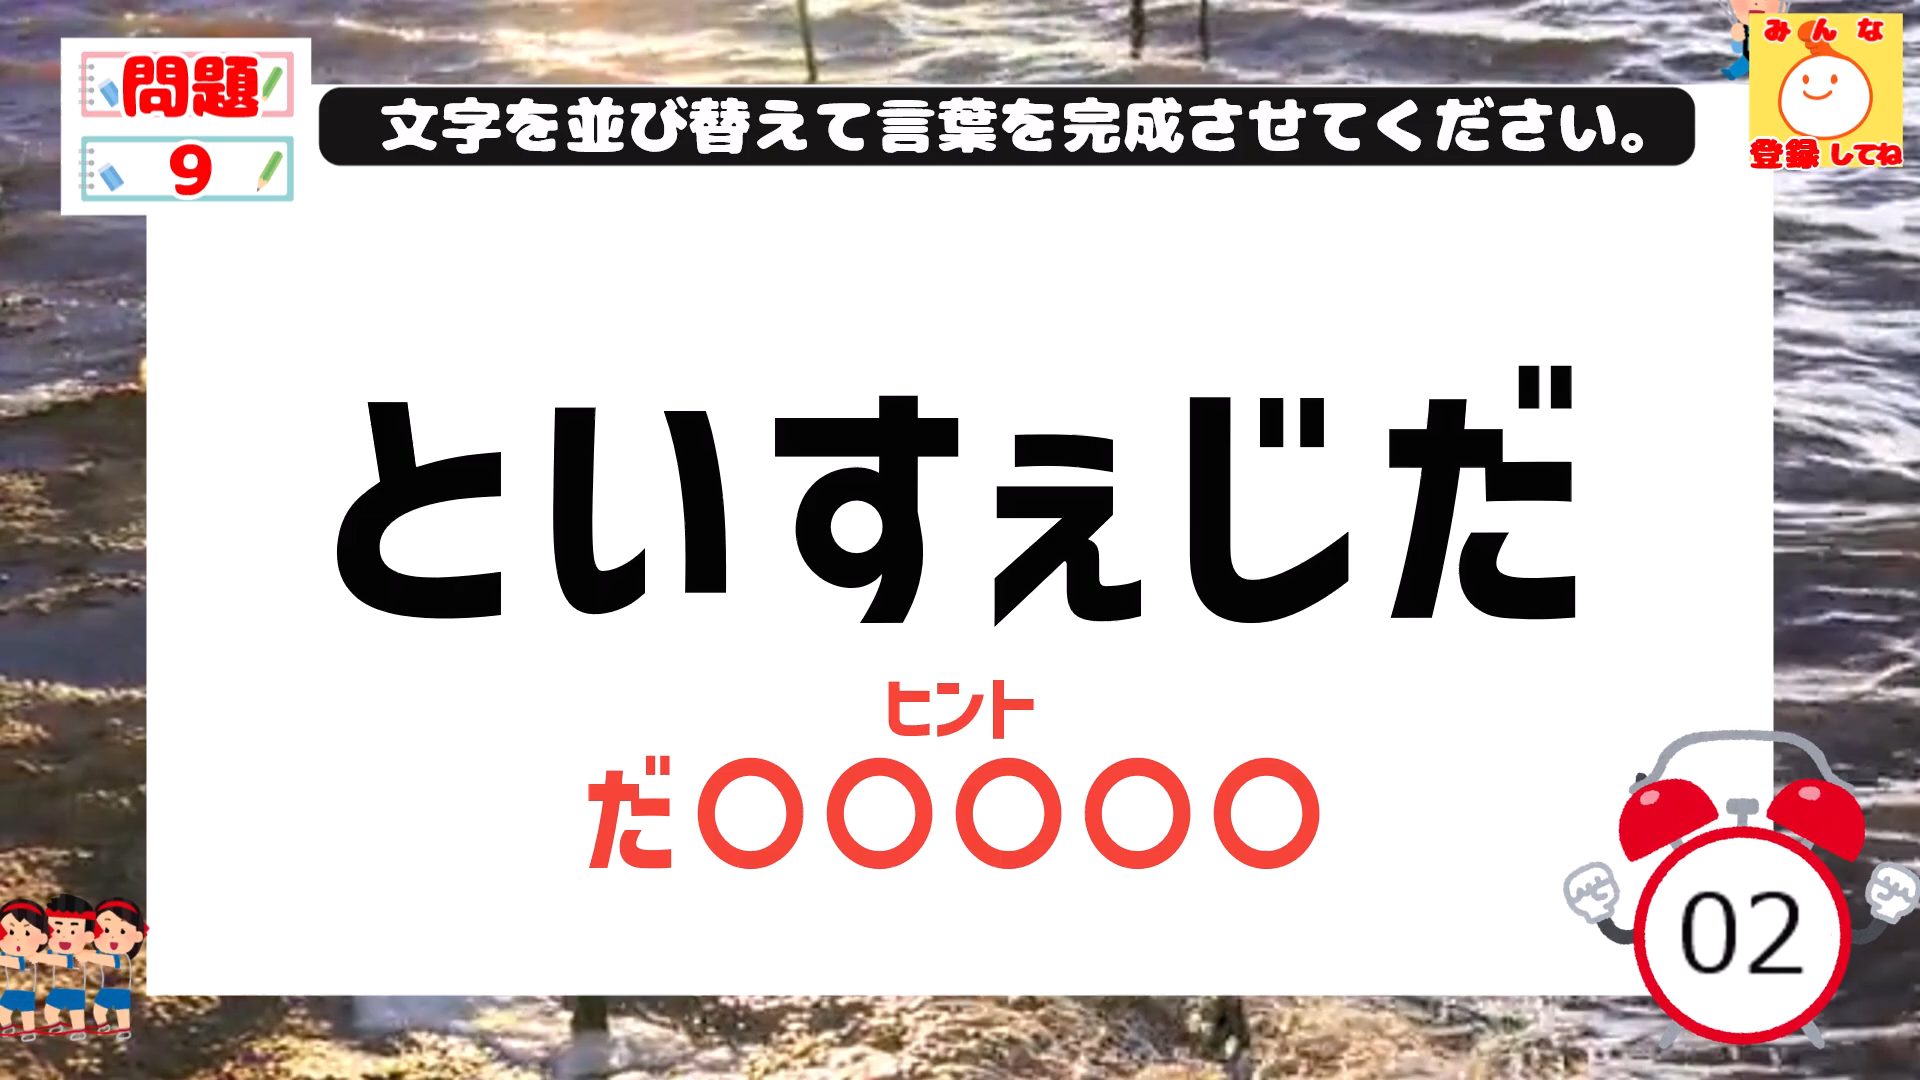 問題
9
文字を並び替えて言葉を完成させてください。
みんな
登録してね
といすぇじだ
ヒント
だ〇〇〇〇〇
02